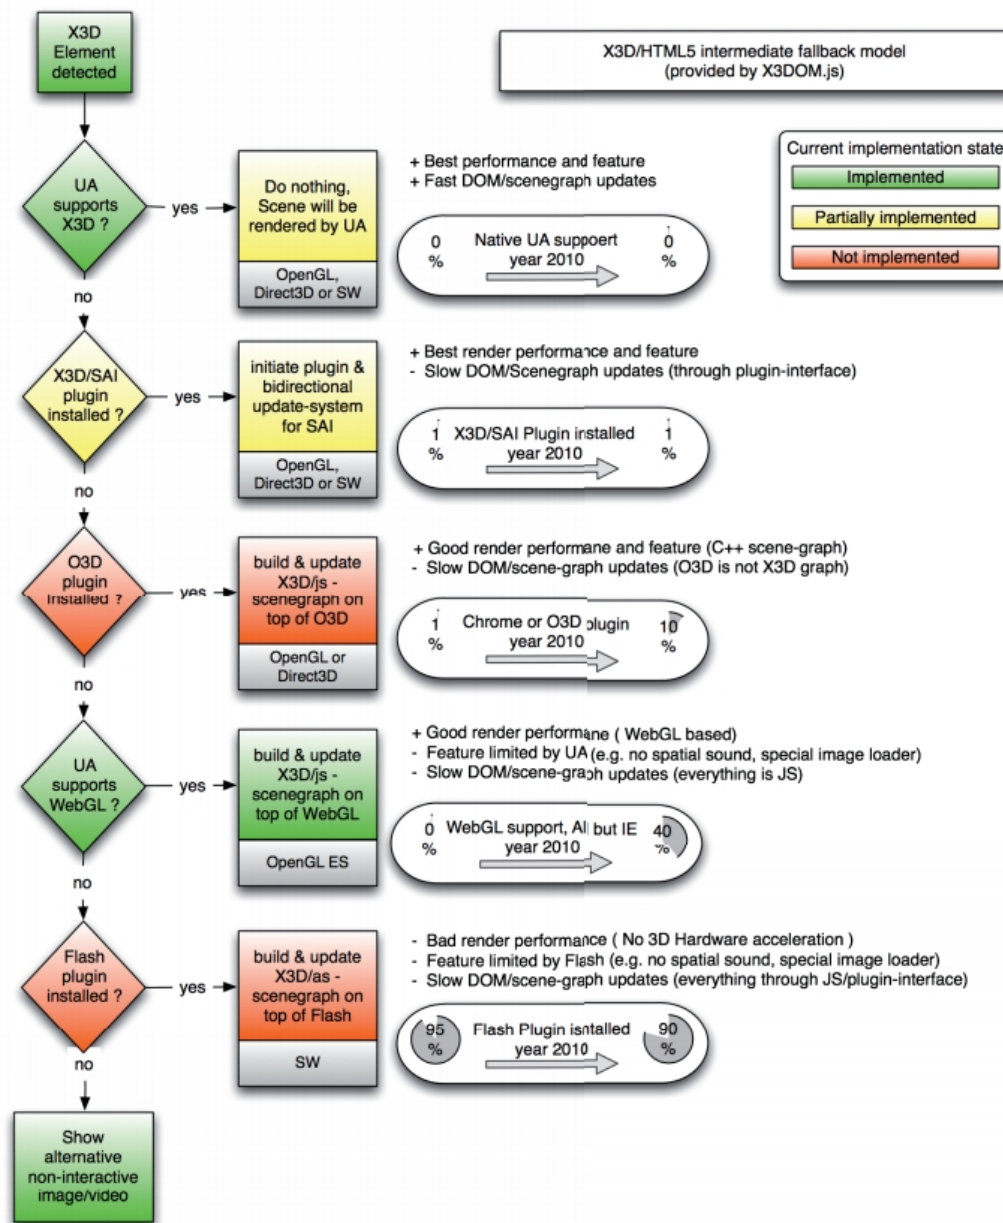 X3D
Element
detected
X3D/HTML5 intermediate fallback model
(provided by X3DOM.js)
Current implementation state
Implemented
Partially implemented
Not implemented
UA
supports
X3D ?
yes
Do nothing,
Scene will be
rendered by UA
OpenGL,
Direct3D or SW
+ Best performance and feature
+ Fast DOM/scenegraph updates
0
%
Native UA suppoert
year 2010
0
%
no
X3D/SAI
plugin
installed ?
yes
initiate plugin &
bidirectional
update-system
for SAI
OpenGL,
Direct3D or SW
+ Best render performance and feature
- Slow DOM/Scenegraph updates (through plugin-interface)
1
%
X3D/SAI Plugin installed
year 2010
1
%
no
O3D
plugin
installed ?
yes
build & update
X3D/js -
scenegraph on
top of O3D
OpenGL or
Direct3D
+ Good render performane and feature (C++ scene-graph)
- Slow DOM/scene-graph updates (O3D is not X3D graph)
1
%
Chrome or O3D plugin
year 2010
10
%
no
UA
supports
WebGL ?
yes
build & update
X3D/js -
scenegraph on
top of WebGL
OpenGL ES
+ Good render performane ( WebGL based)
- Feature limited by UA (e.g. no spatial sound, special image loader)
- Slow DOM/scene-graph updates (everything is JS)
0
%
WebGL support, All but IE
year 2010
40
%
no
Flash
plugin
installed ?
yes
build & update
X3D/as -
scenegraph on
top of Flash
SW
- Bad render performance ( No 3D Hardware acceleration )
- Feature limited by Flash (e.g. no spatial sound, special image loader)
- Slow DOM/scene-graph updates (everything through JS/plugin-interface)
95
%
Flash Plugin isntalled
year 2010
90
%
no
Show
alternative
non-interactive
image/video